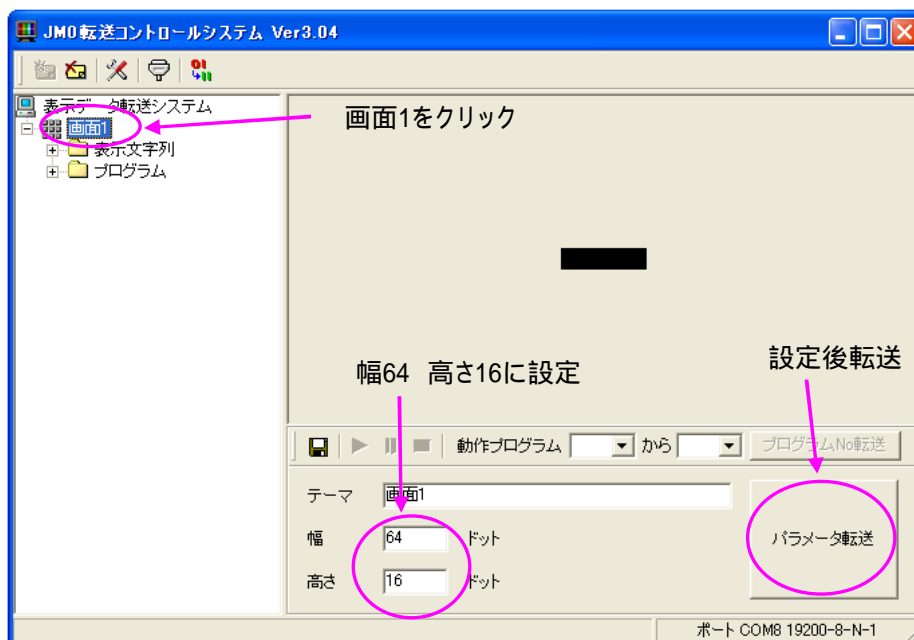 JMO転送コントロールシステム Ver3.04
表示データ転送システム
画面1
表示文字列
プログラム
画面1をクリック
幅64 高さ16に設定
設定後転送
動作プログラム から プログラムNo転送
テーマ 画面1
幅 64 ドット
高さ 16 ドット
パラメータ転送
ポート COM8 19200-8-N-1